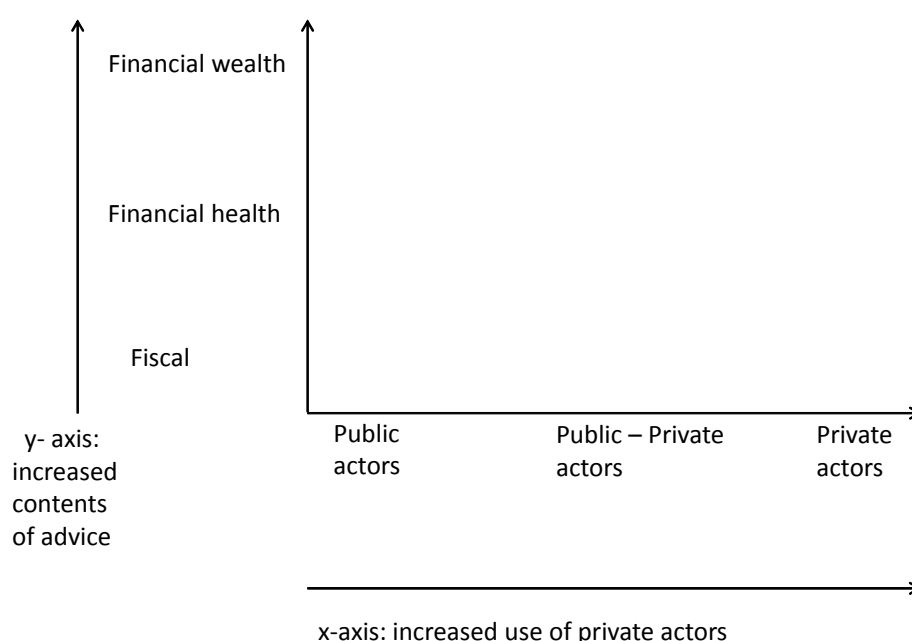 Financial wealth
Financial health
Fiscal
y- axis:
increased
contents
of advice
Public
actors
Public – Private
actors
Private
actors
x-axis: increased use of private actors